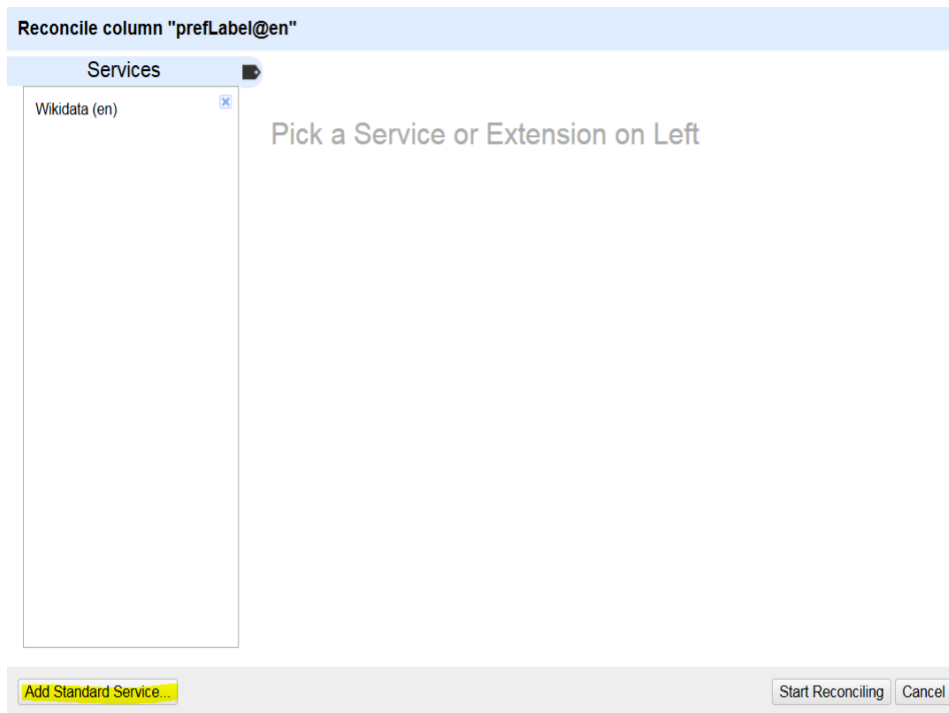 Reconcile column "prefLabel@en"
Services
Wikidata (en)
Pick a Service or Extension on Left
Add Standard Service...
Start Reconciling
Cancel